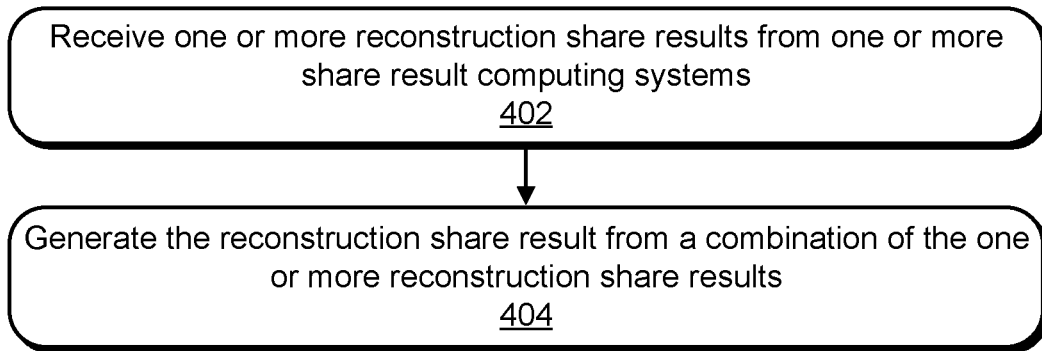 Receive one or more reconstruction share results from one or more
share result computing systems
402
Generate the reconstruction share result from a combination of the one
or more reconstruction share results
404